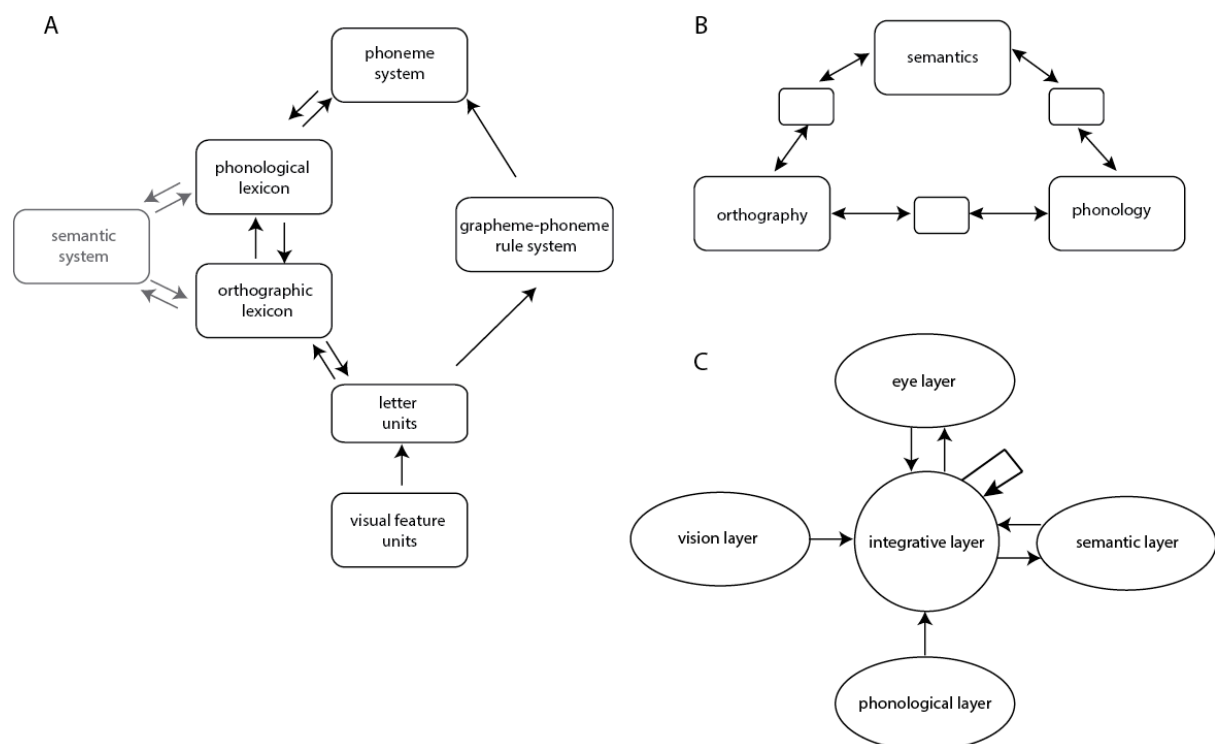 A
phoneme
system
phonological
lexicon
semantic
system
grapheme-phoneme
rule system
orthographic
lexicon
letter
units
visual feature
units
B
semantics
orthography
phonology
C
eye layer
vision layer
integrative layer
semantic layer
phonological layer